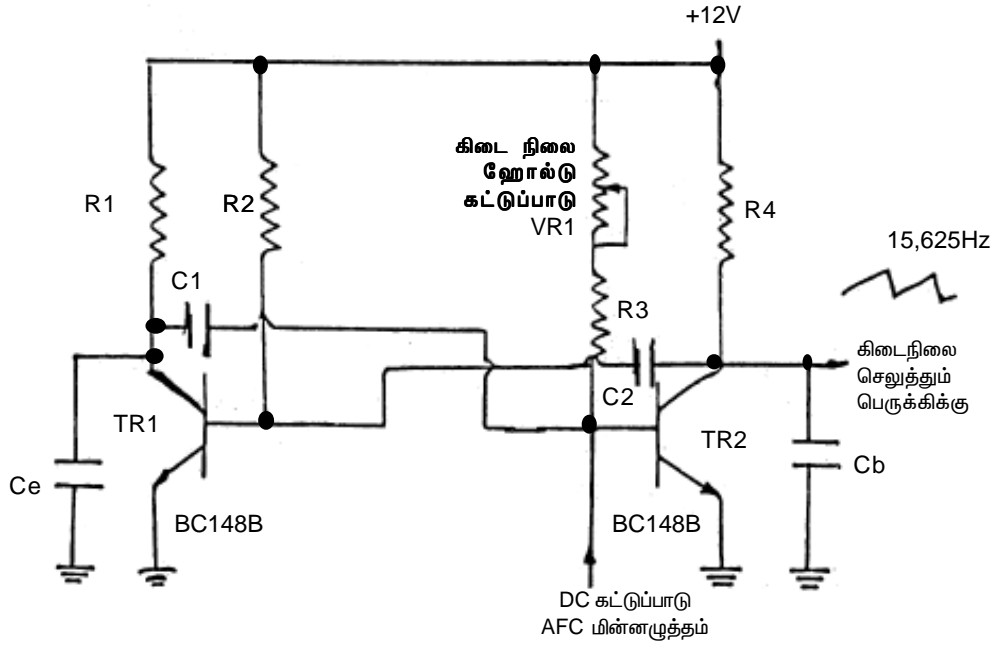 +12V
கிடை நிலை
ஹோல்டு
கட்டுப்பாடு
VR1
R1
R2
R4
15,625Hz
C1
R3
கிடைநிலை
செலுத்தும்
பெருக்கிக்கு
C2
TR1
TR2
Ce
Cb
BC148B
BC148B
DC கட்டுப்பாடு
AFC மின்னழுத்தம்